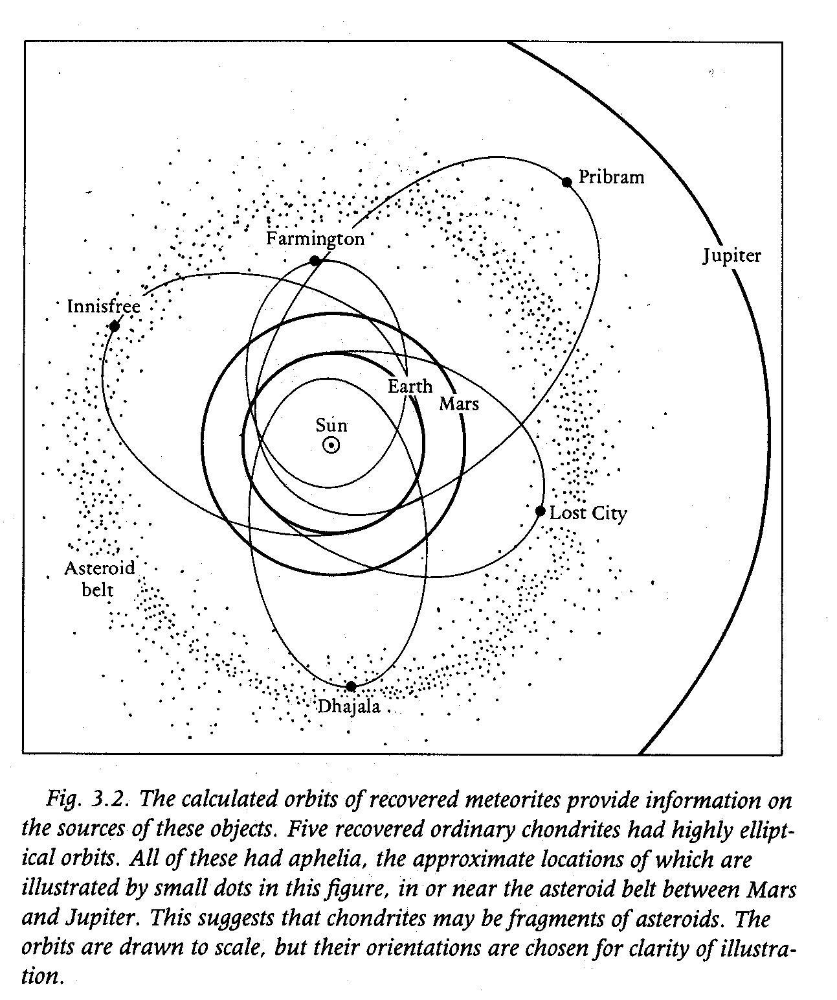 Pribram
Jupiter
Farmington
Innisfree
Earth
Mars
Sun
Lost City
Asteroid
belt
Dhajala
Fig. 3.2. The calculated orbits of recovered meteorites provide information on
the sources of these objects. Five recovered ordinary chondrites had highly ellipt-
ical orbits. All of these had aphelia, the approximate locations of which are
illustrated by small dots in this figure, in or near the asteroid belt between Mars
and Jupiter. This suggests that chondrites may be fragments of asteroids. The
orbits are drawn to scale, but their orientations are chosen for clarity of illustra-
tion.